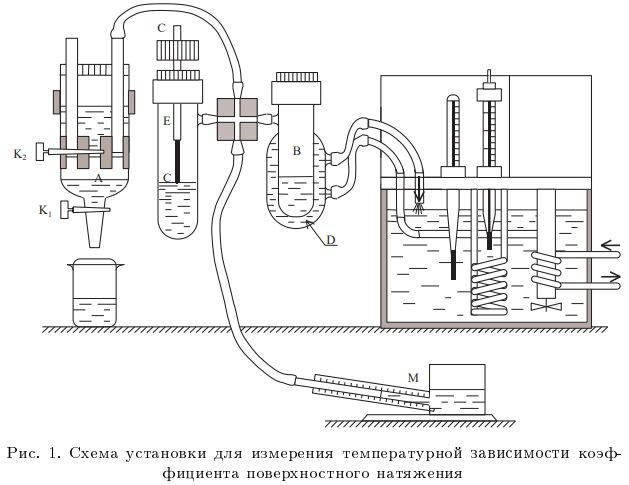 C
E
B
K₂
A
C
K₁
D
M
Рис. 1. Схема установки для измерения температурной зависимости коэф-
фициента поверхностного натяжения